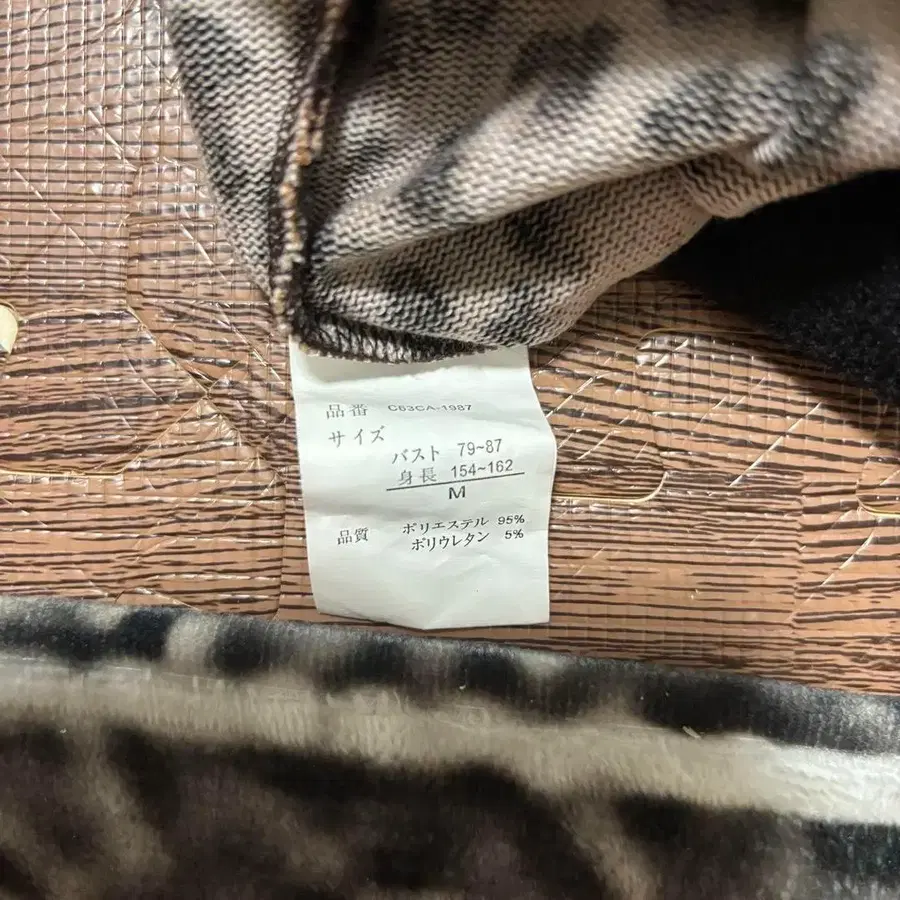 品番 C63CA-1987
サイズ
バスト 79~87
身長 154~162
M
品質 ポリエステル 95%
ポリウレタン 5%